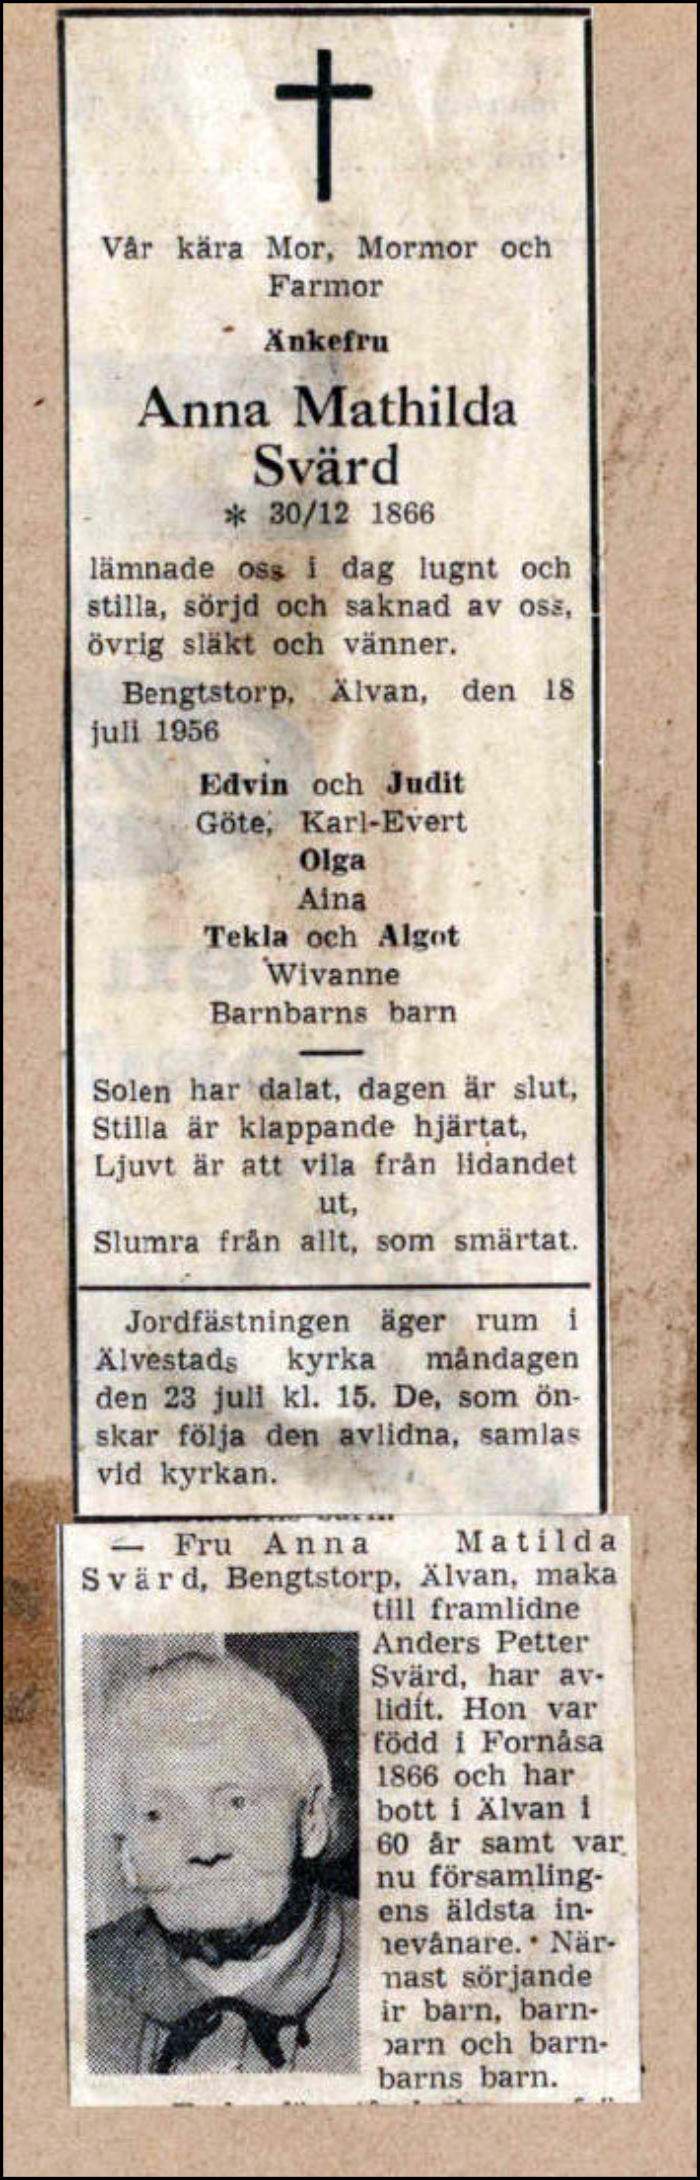 Vår kära Mor, Mormor och
Farmor
Änkefru
Anna Mathilda
Svärd
* 30/12 1866
lämnade oss i dag lugnt och
stilla, sörjd och saknad av oss,
övrig släkt och vänner.
Bengtstorp, Älvan, den 18
juli 1956
Edvin och Judit
Göte, Karl-Evert
Olga
Aina
Tekla och Algot
Wivanne
Barnbarns barn
Solen har dalat, dagen är slut,
Stilla är klappande hjärtat,
Ljuvt är att vila från lidandet
ut,
Slumra från allt, som smärtat.
Jordfästningen äger rum i
Älvestads kyrka måndagen
den 23 juli kl. 15. De, som ön-
skar följa den avlidna, samlas
vid kyrkan.
— Fru Anna Matilda
Svärd, Bengtstorp, Älvan, maka
till framlidne
Anders Petter
Svärd, har av-
lidit. Hon var
född i Fornåsa
1866 och har
bott i Älvan i
60 år samt var
nu församling-
ens äldsta in-
nevånare. När-
mast sörjande
ir barn, barn-
barn och barn-
barns barn.